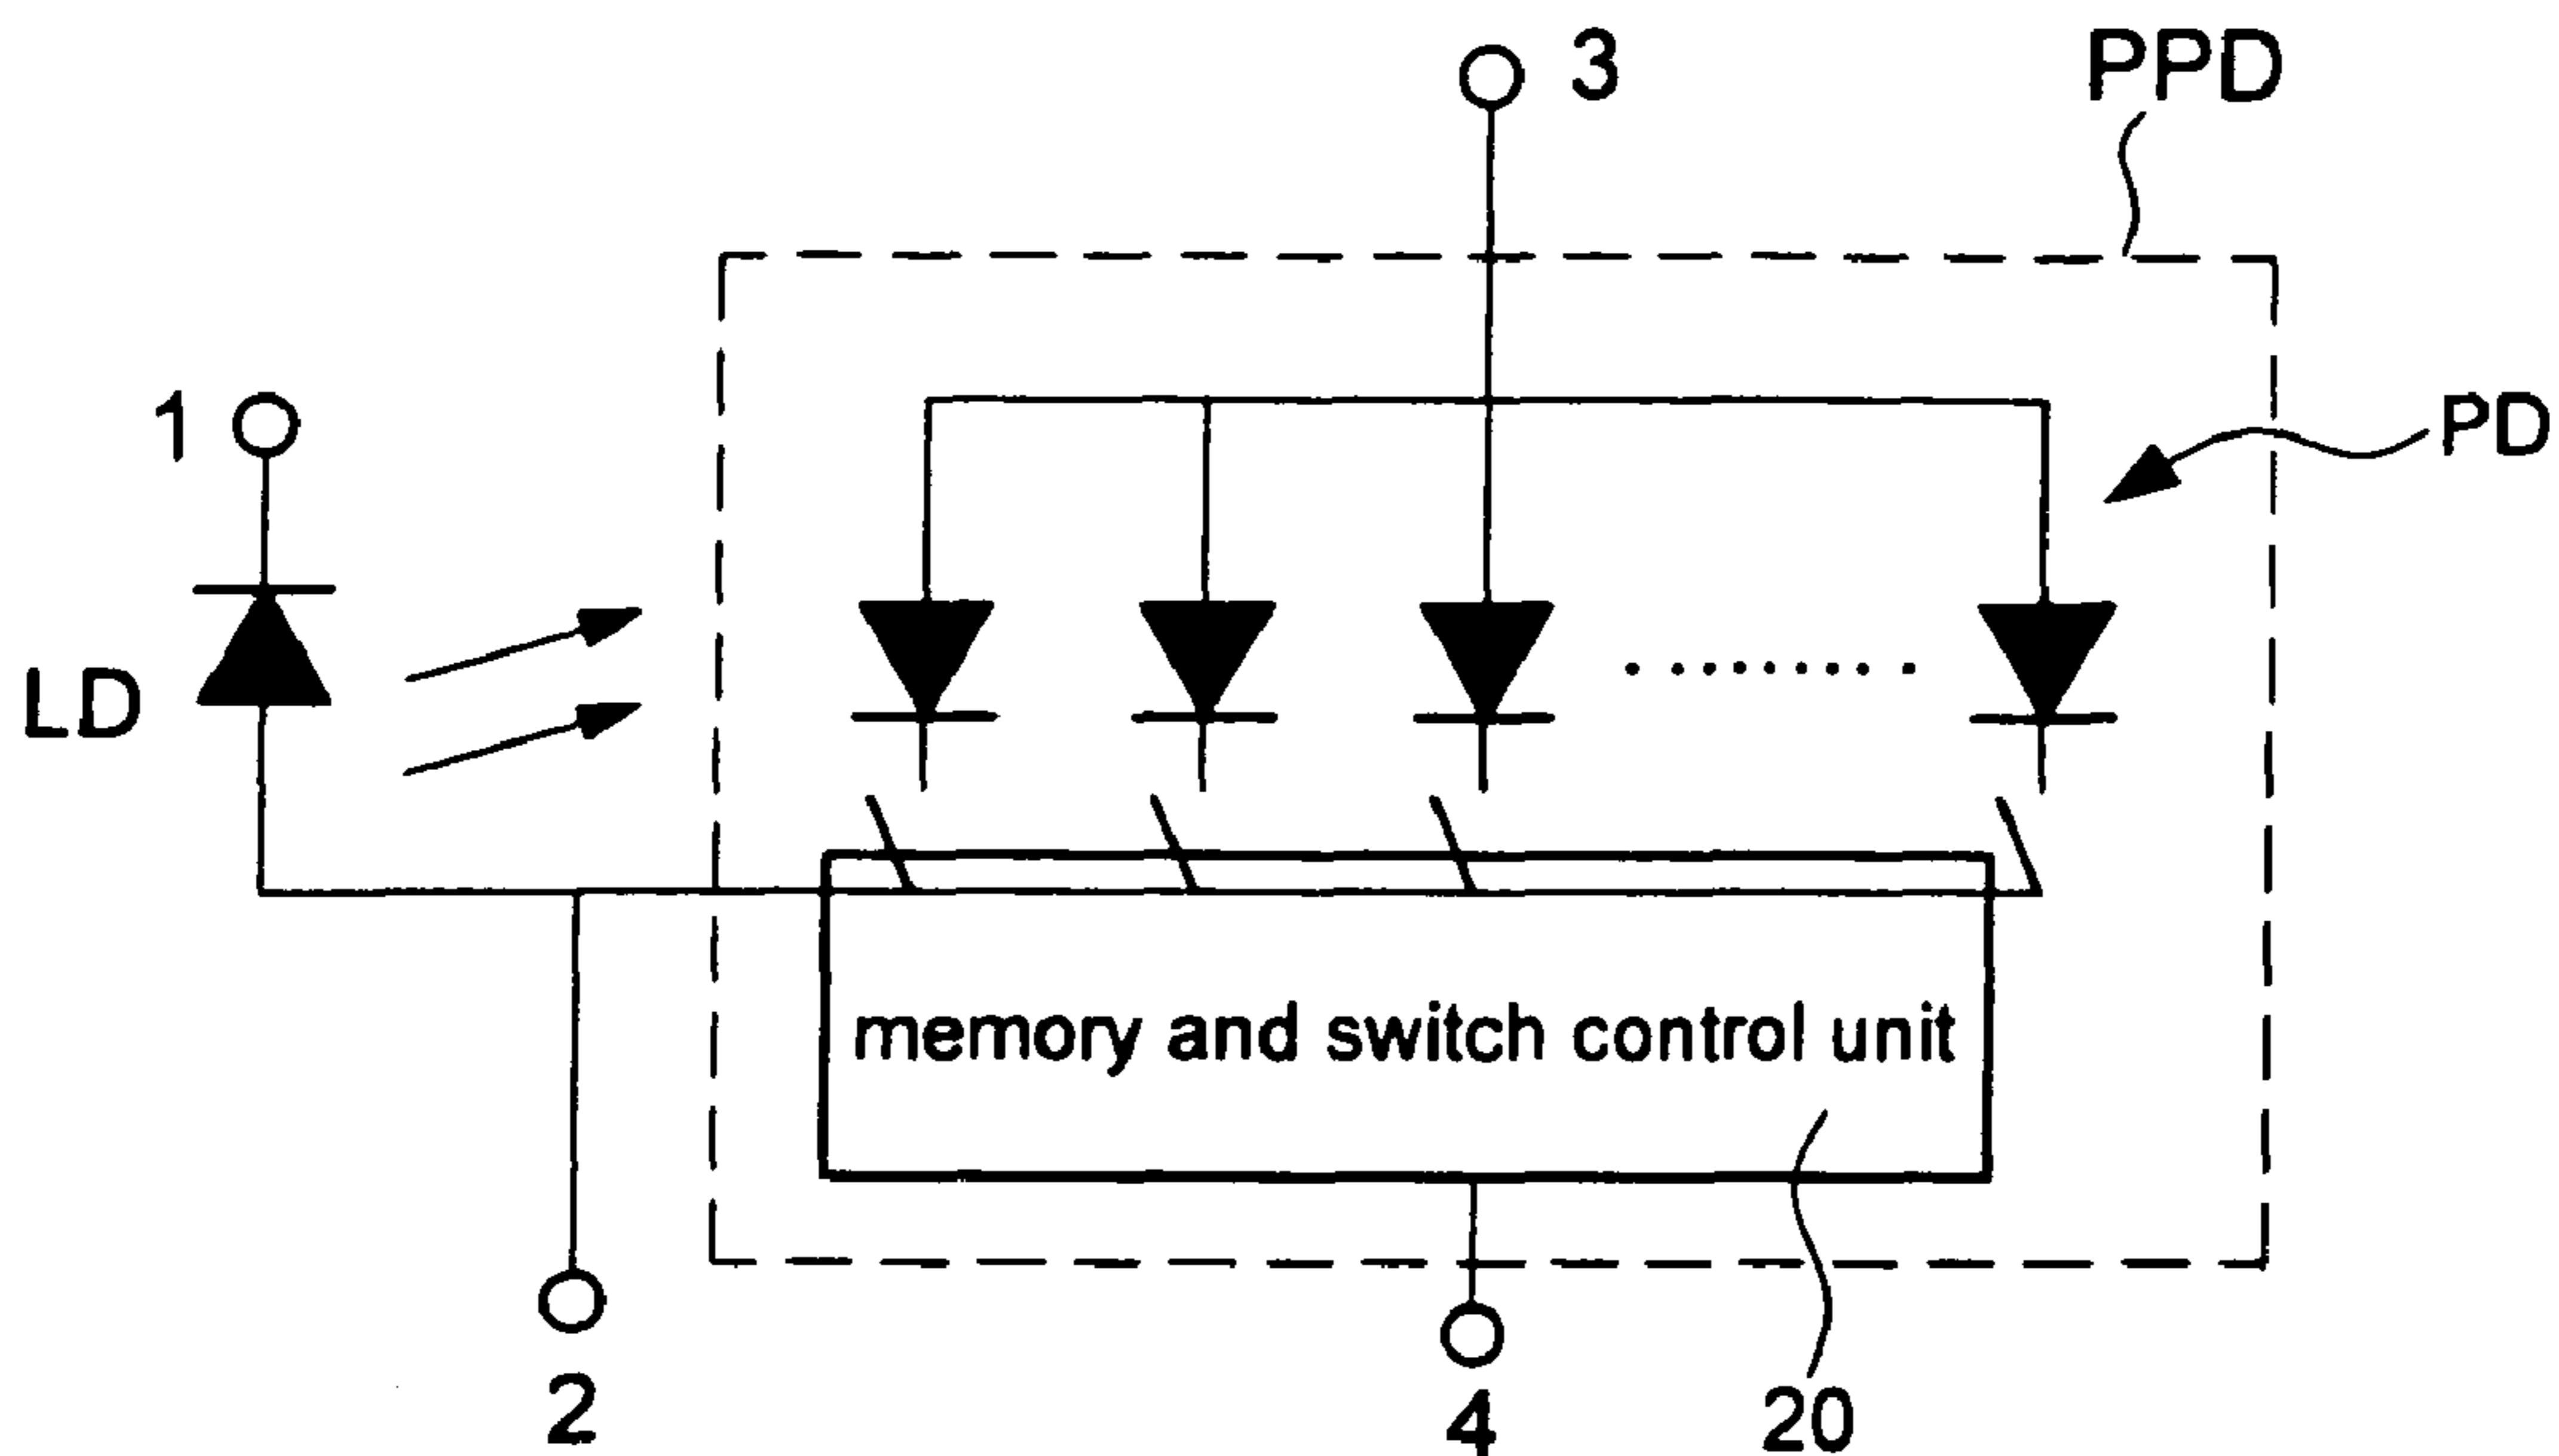 3
PPD
1
PD
LD
memory and switch control unit
2
4
20